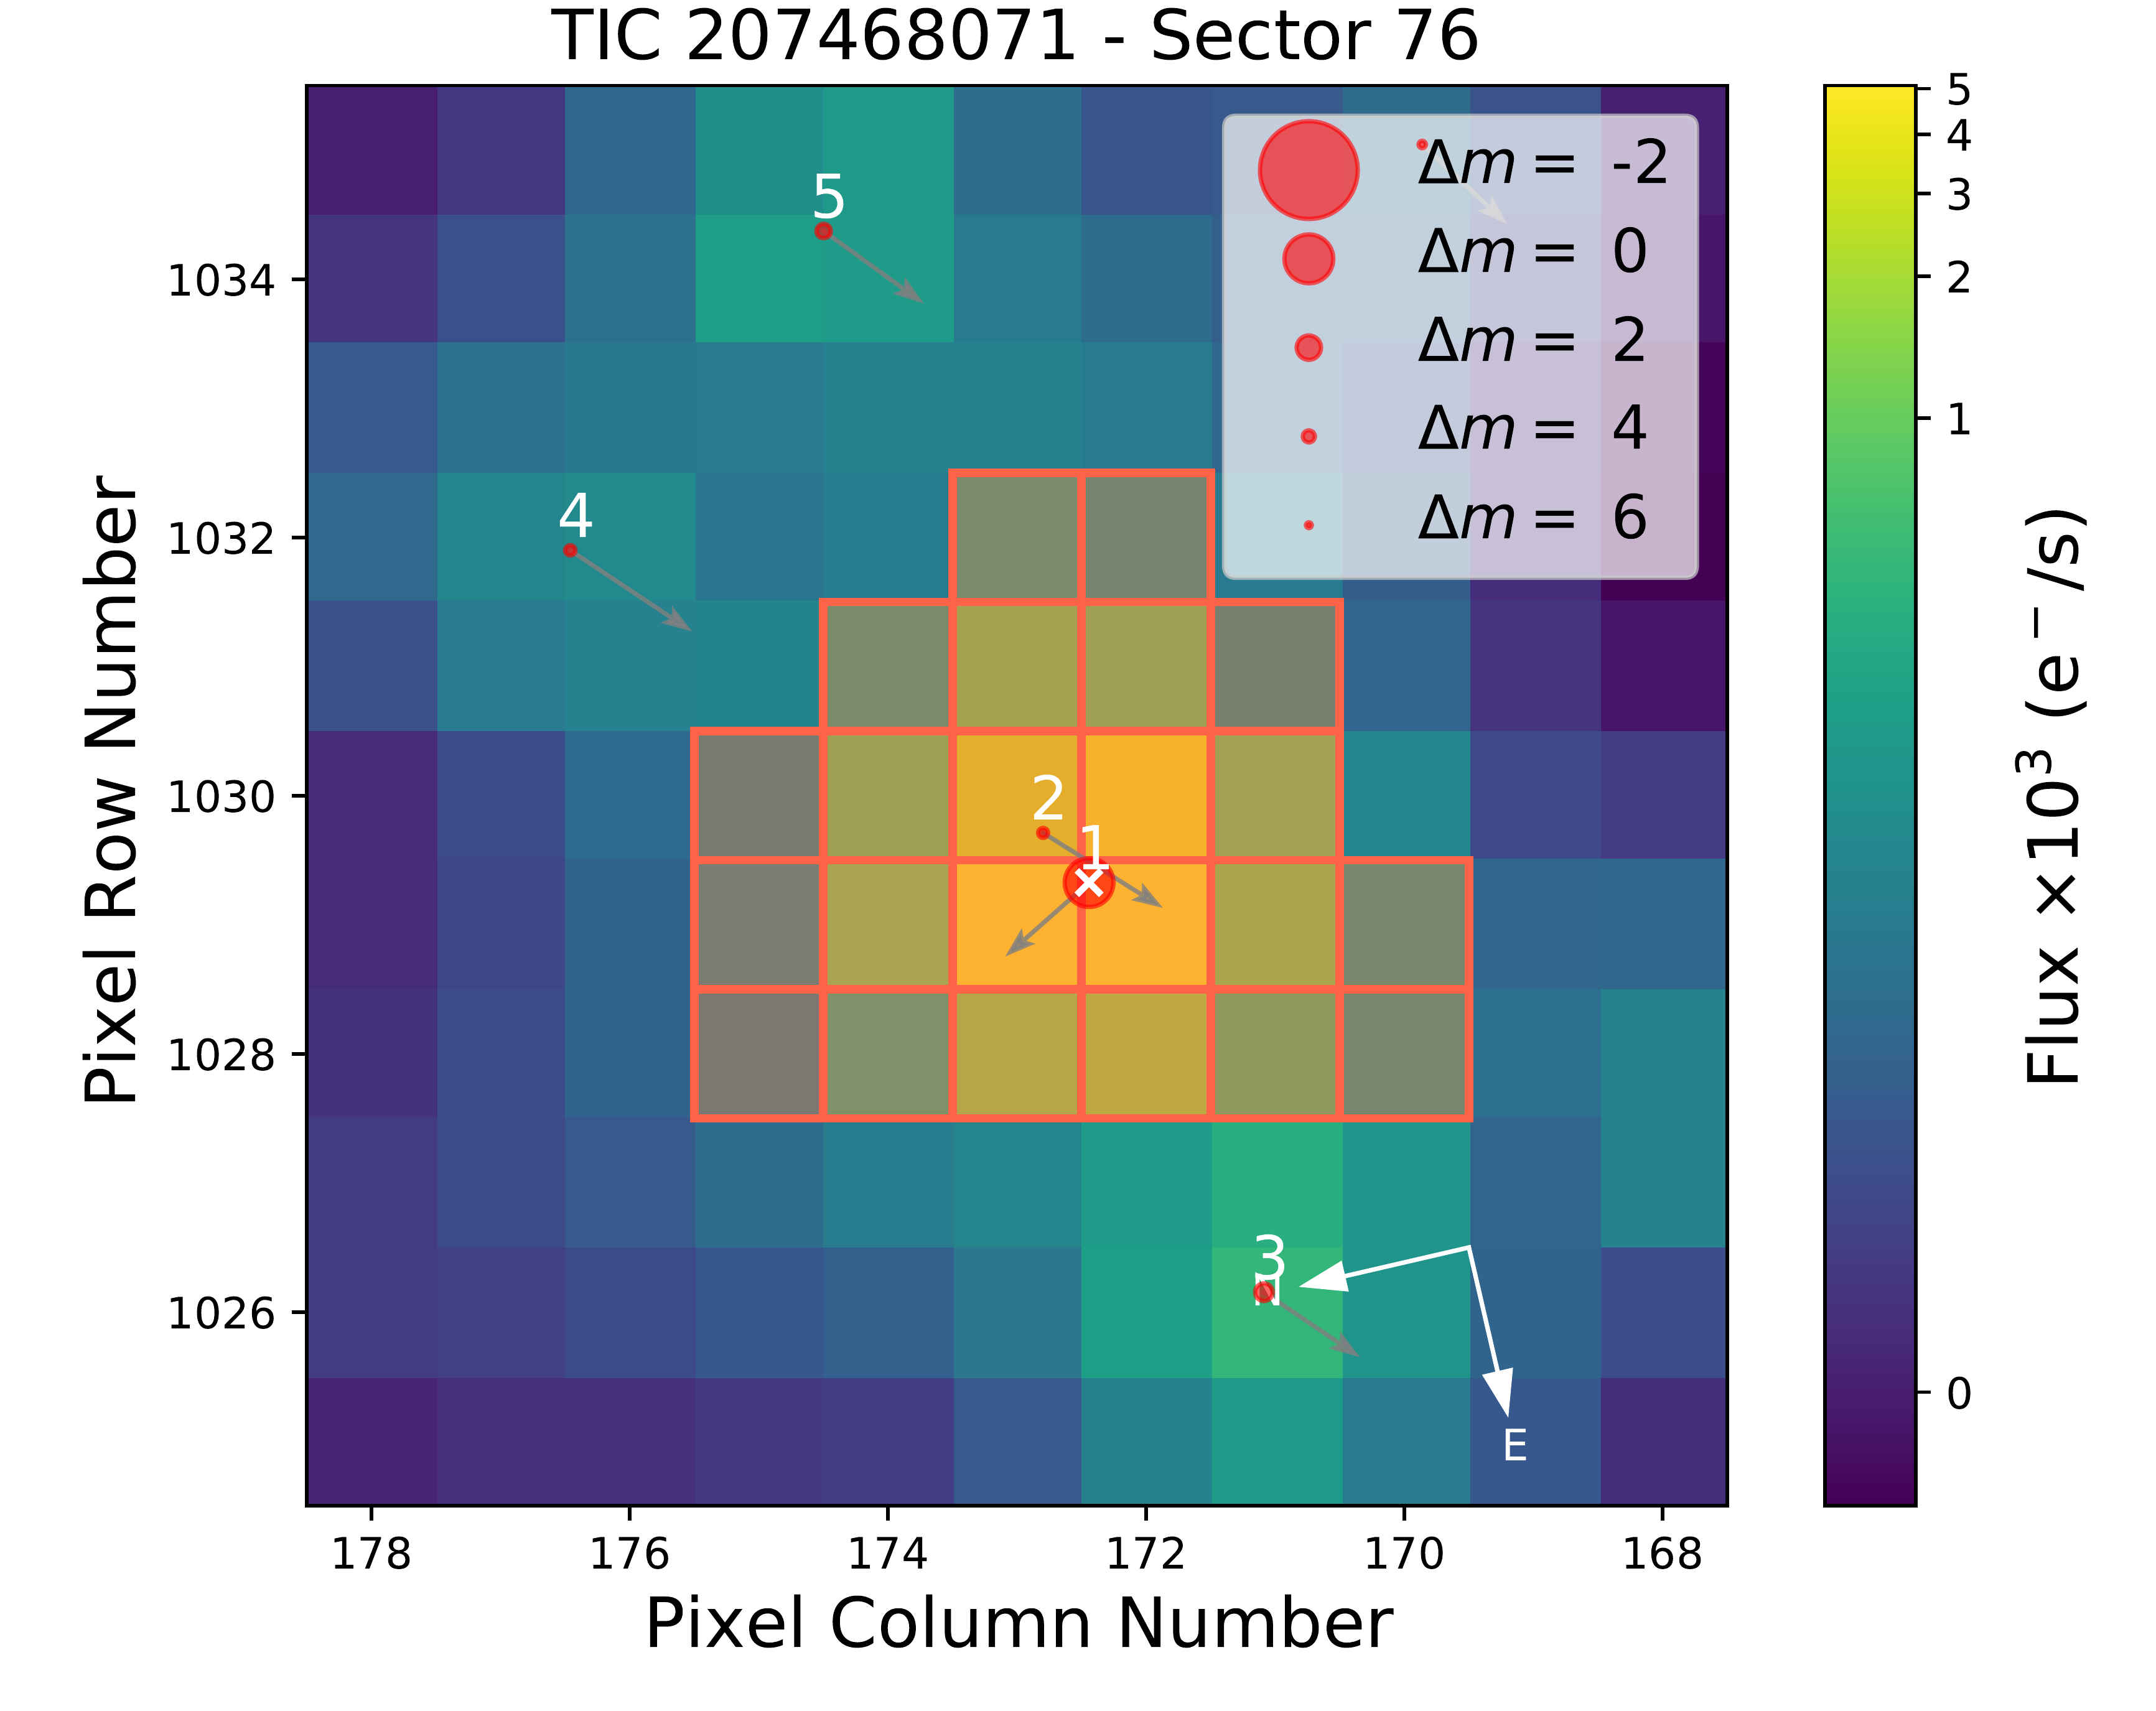 TIC 207468071 - Sector 76
Pixel Row Number
1034
1032
1030
1028
1026
178
176
174
172
170
168
Pixel Column Number
5
4
2
1
3
N
E
Δm = -2
Δm = 0
Δm = 2
Δm = 4
Δm = 6
5
4
3
2
1
0
Flux ×10³ (e⁻/s)